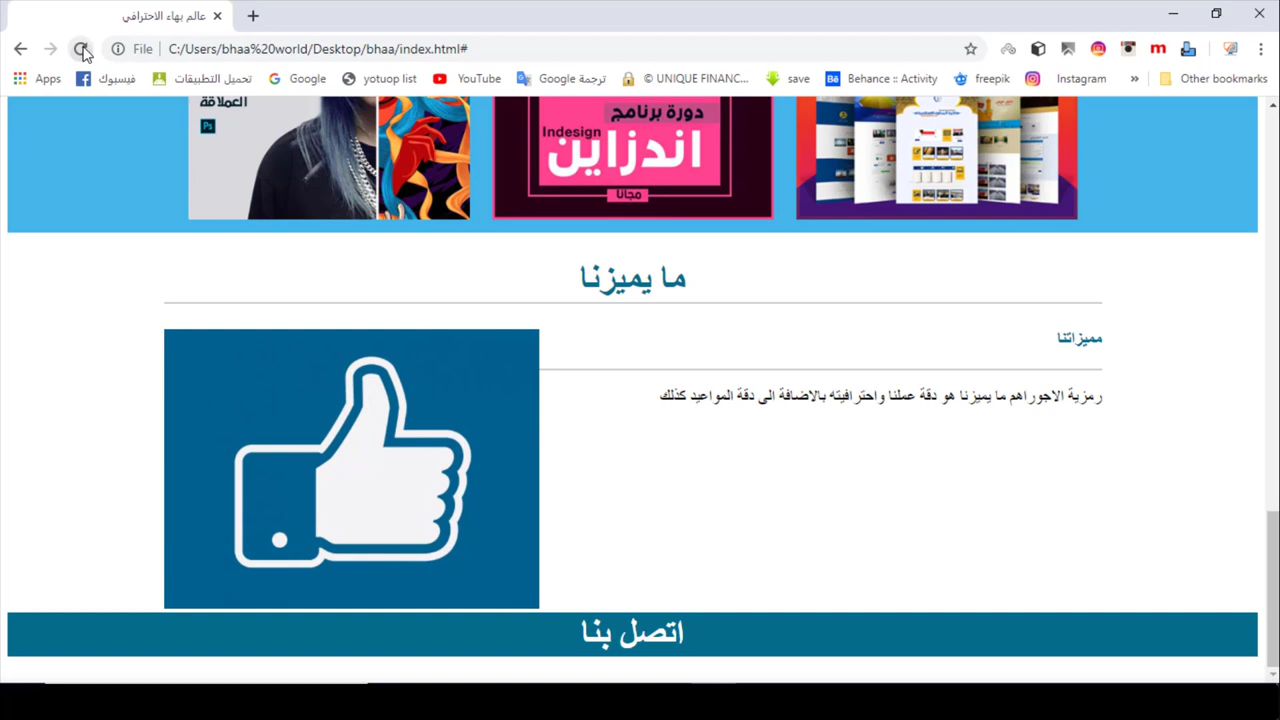 عالم بهاء الاحترافي
File C:/Users/bhaa%20world/Desktop/bhaa/index.html#
Apps فيسبوك تحميل التطبيقات Google yotuop list YouTube ترجمة Google © UNIQUE FINANC... save Behance :: Activity freepik Instagram » Other bookmarks
العملاقة
Ps
دورة برنامج
Indesign
اندزاين
مجانا
ما يميزنا
مميزاتنا
رمزية الاجوراهم ما يميزنا هو دقة عملنا واحترافيته بالاضافة الى دقة المواعيد كذلك
اتصل بنا